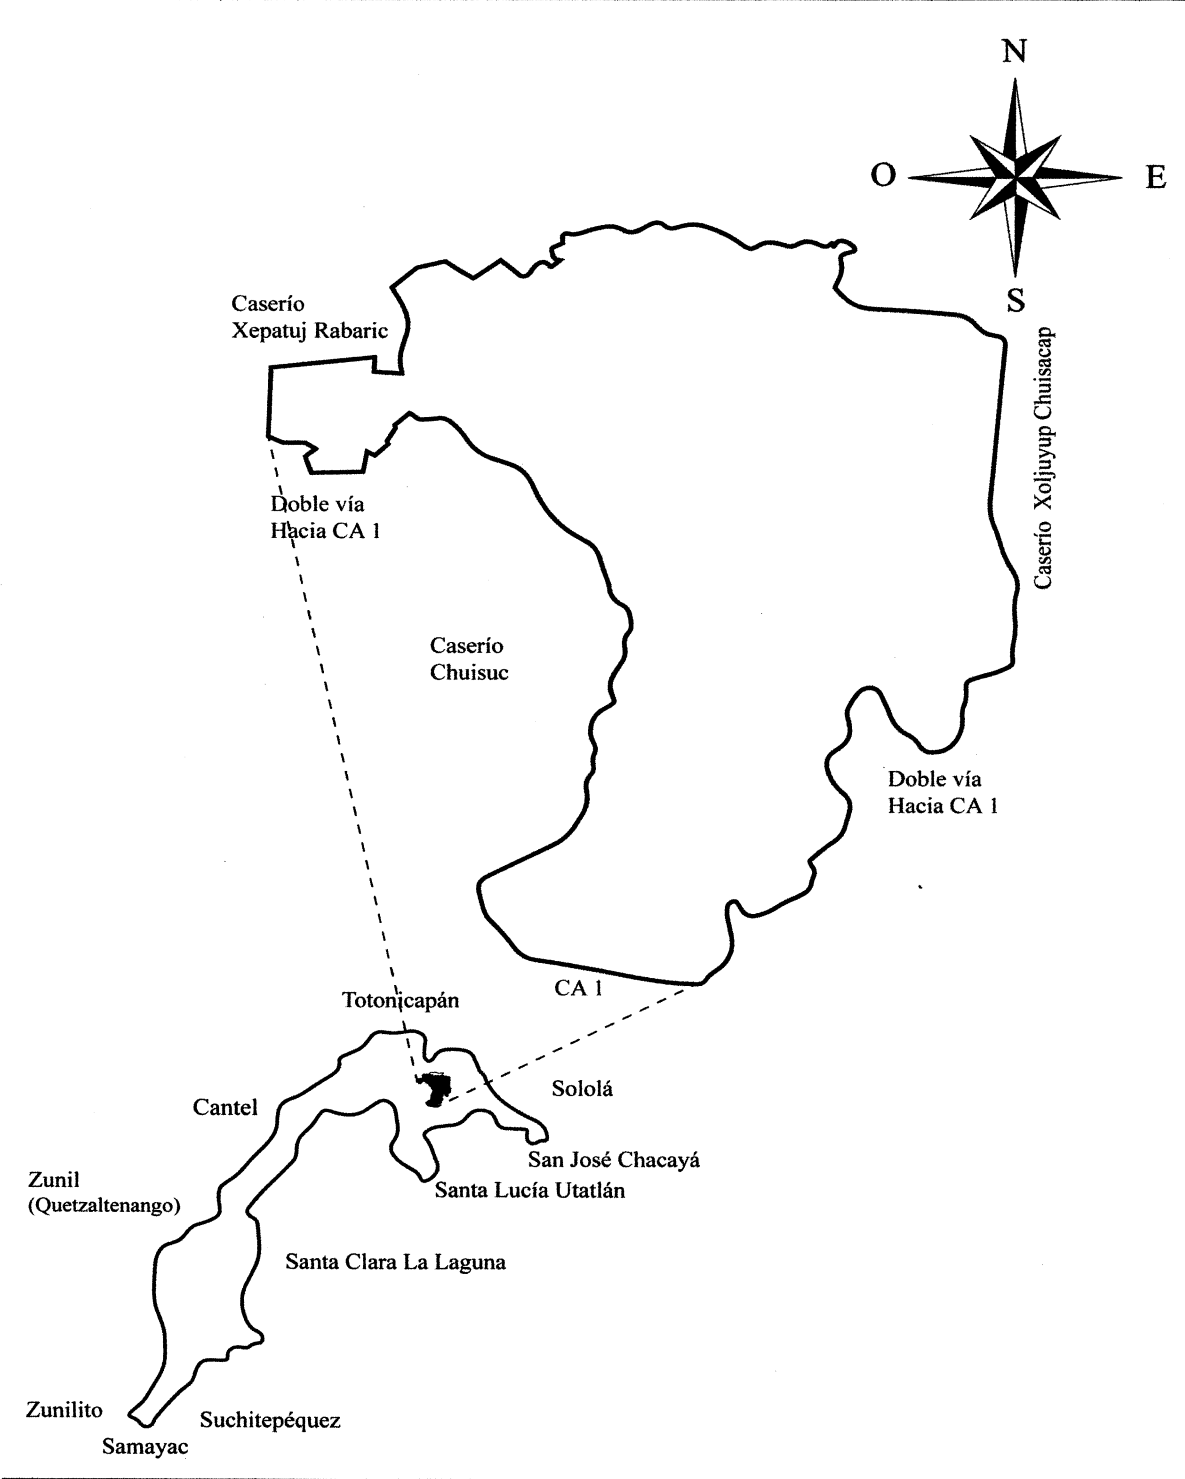 N
O
E
S
Caserío
Xepatuj Rabaric
Caserío Xoljuyup Chuisacap
Doble vía
Hacia CA 1
Caserío
Chuisuc
Doble vía
Hacia CA 1
CA 1
Totonicapán
Sololá
Cantel
San José Chacayá
Zunil
(Quetzaltenango)
Santa Lucía Utatlán
Santa Clara La Laguna
Zunilito
Suchitepéquez
Samayac